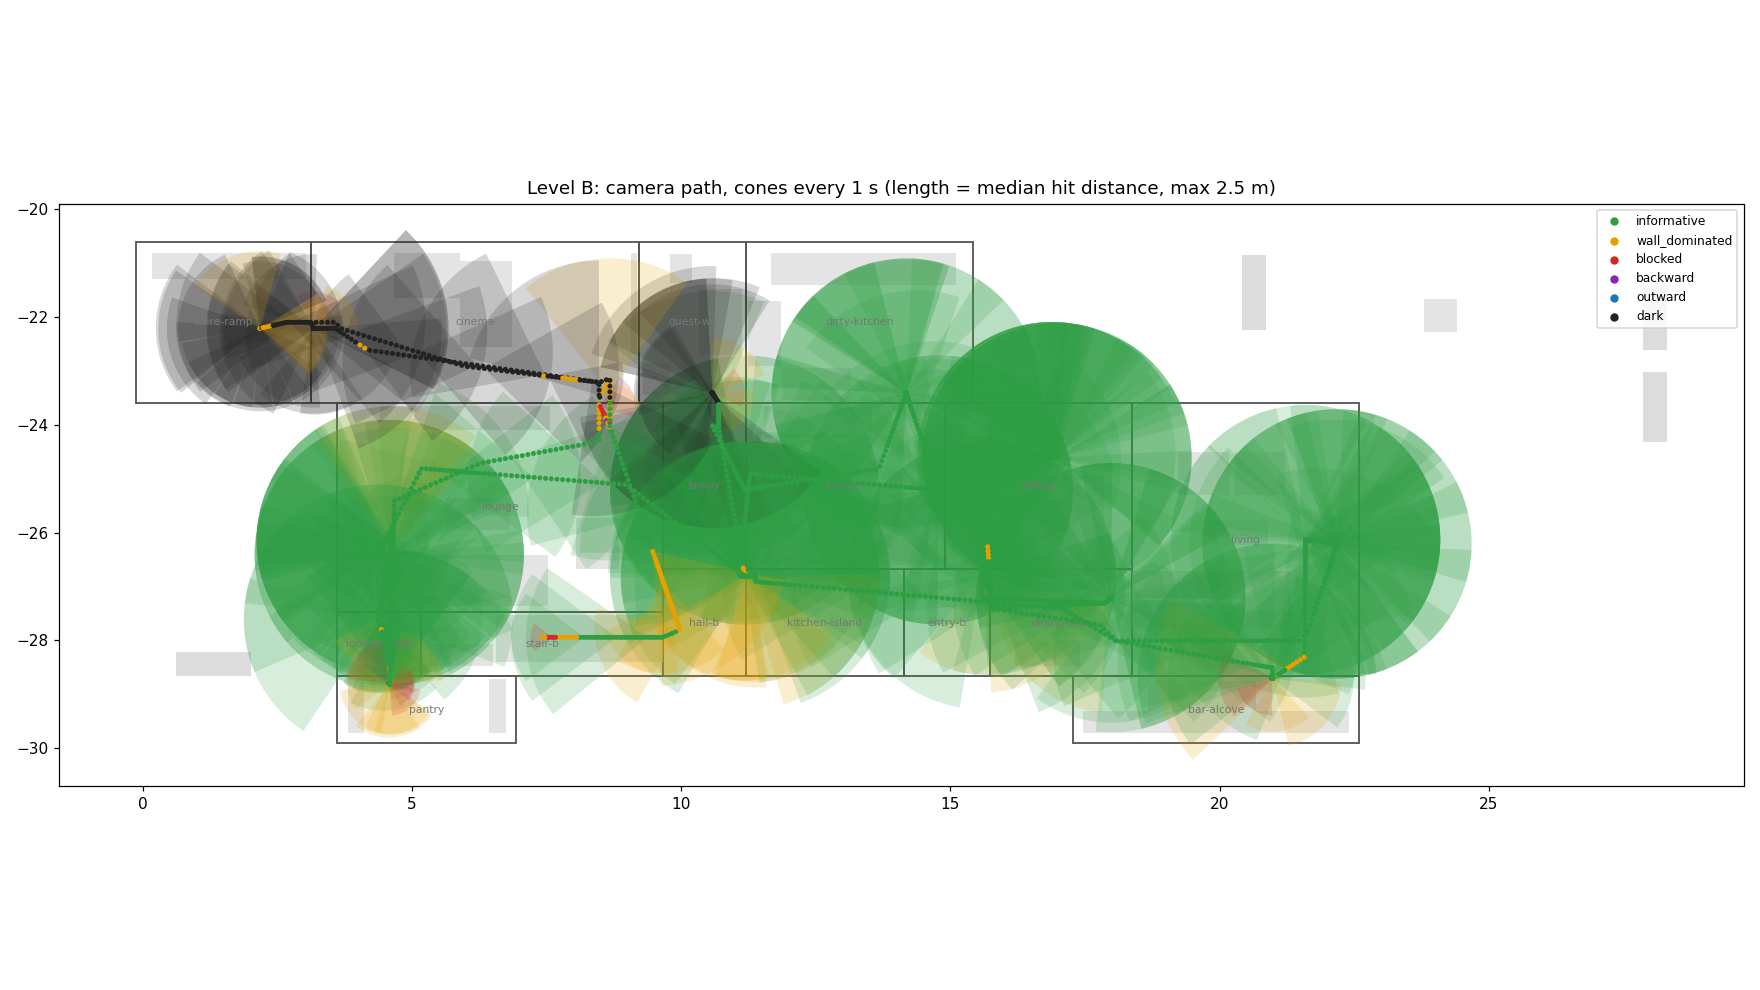 Level B: camera path, cones every 1 s (length = median hit distance, max 2.5 m)
−20
−22
−24
−26
−28
−30
0
5
10
15
20
25
informative
wall_dominated
blocked
backward
outward
dark
cinema
dirty-kitchen
family
lounge
living
hall-b
kitchen-island
entry-b
stair-b
pantry
bar-alcove